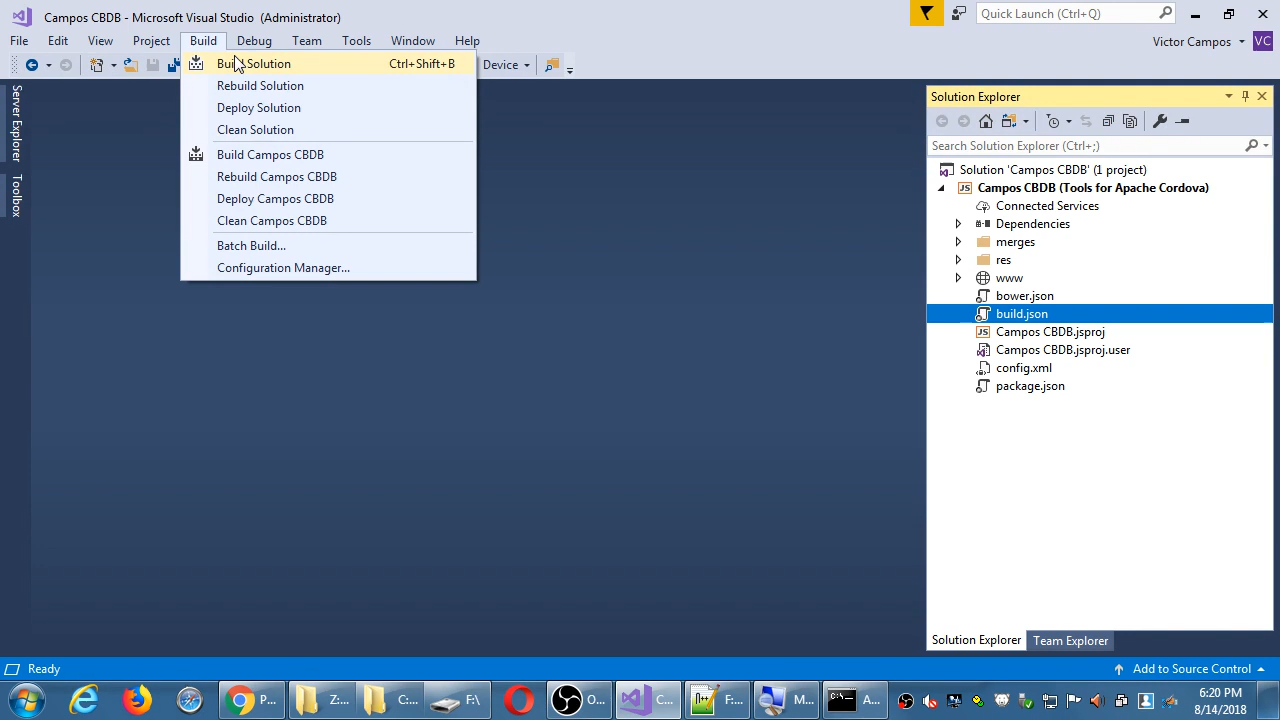 Campos CBDB - Microsoft Visual Studio (Administrator)
Quick Launch (Ctrl+Q)
File Edit View Project Build Debug Team Tools Window Help
Victor Campos VC
Device
Build Solution Ctrl+Shift+B
Rebuild Solution
Deploy Solution
Clean Solution
Build Campos CBDB
Rebuild Campos CBDB
Deploy Campos CBDB
Clean Campos CBDB
Batch Build...
Configuration Manager...
Server Explorer
Toolbox
Solution Explorer
Search Solution Explorer (Ctrl+;)
Solution 'Campos CBDB' (1 project)
JS Campos CBDB (Tools for Apache Cordova)
Connected Services
Dependencies
merges
res
www
bower.json
build.json
JS Campos CBDB.jsproj
Campos CBDB.jsproj.user
config.xml
package.json
Solution Explorer Team Explorer
Ready
Add to Source Control
P... Z:... C:... F:\ O... C... F:... M... A...
6:20 PM
8/14/2018